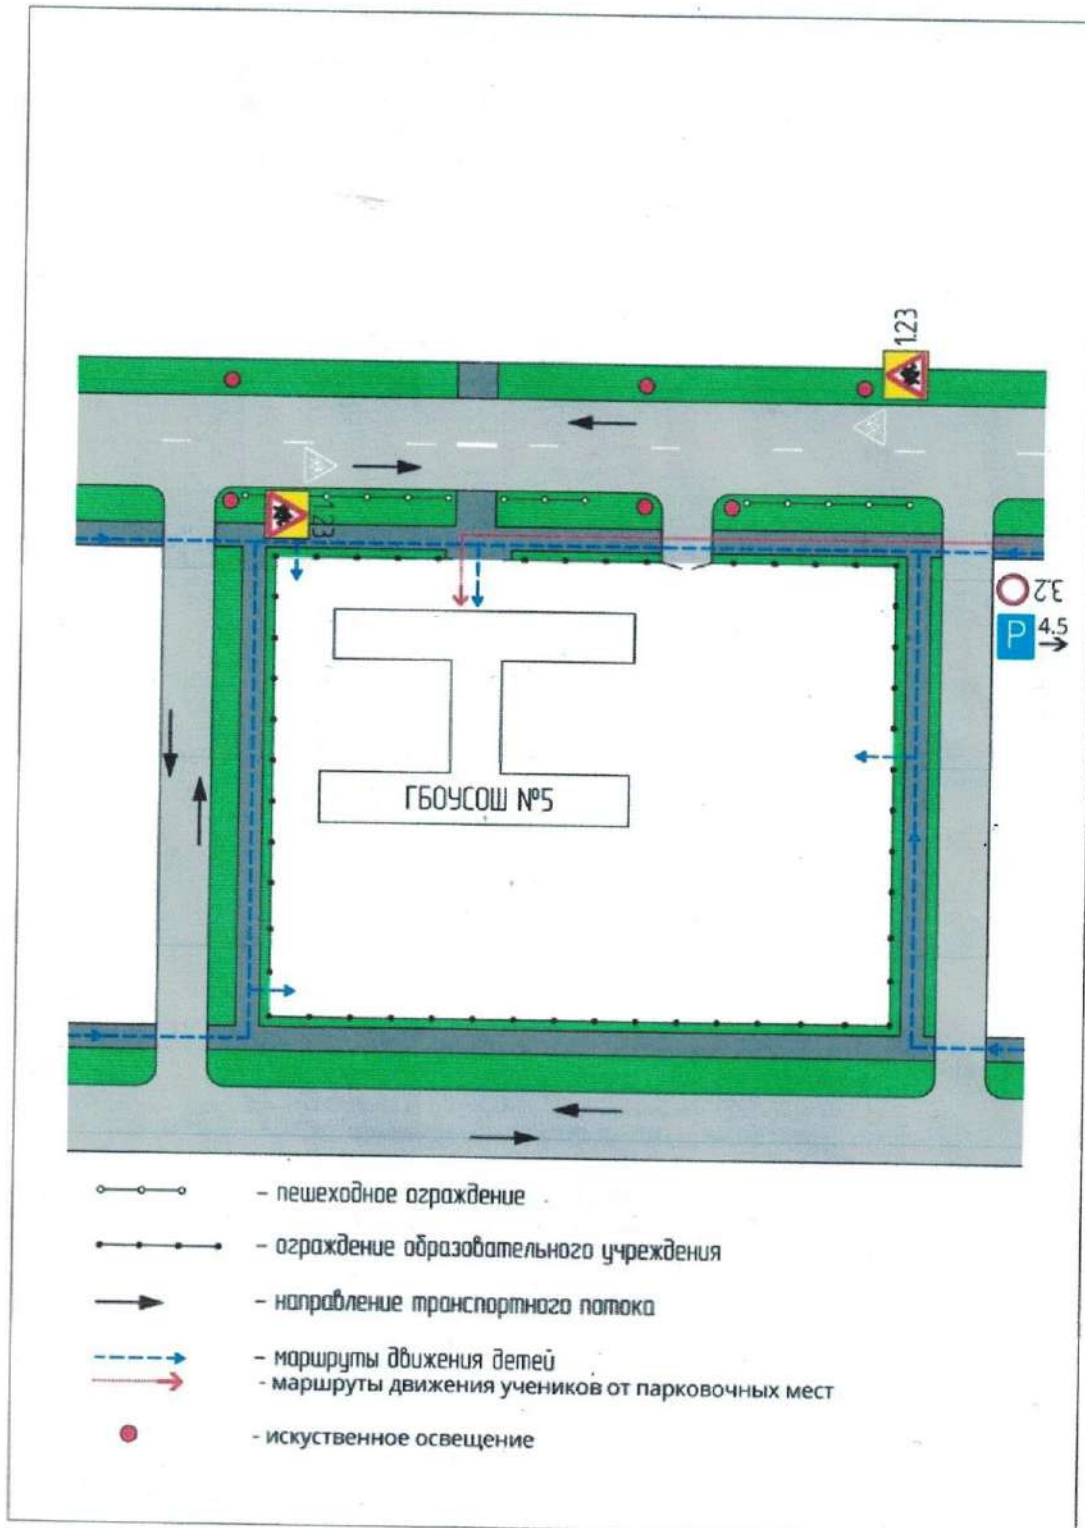 1.23
1.23
3.2
P
4.5
ГБОУСОШ №5
- пешеходное ограждение
- ограждение образовательного учреждения
- направление транспортного потока
- маршруты движения детей
- маршруты движения учеников от парковочных мест
- искуственное освещение